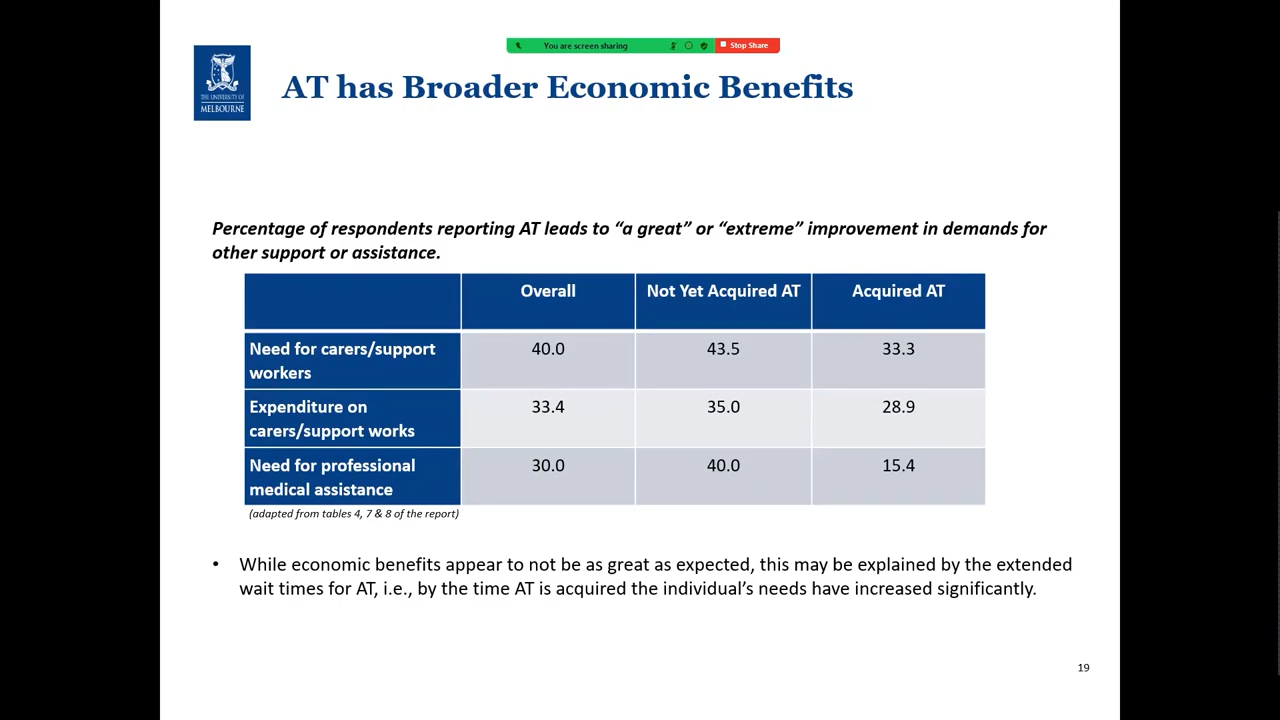 You are screen sharing
Stop Share
THE UNIVERSITY OF
MELBOURNE
AT has Broader Economic Benefits
Percentage of respondents reporting AT leads to “a great” or “extreme” improvement in demands for
other support or assistance.
Overall Not Yet Acquired AT Acquired AT
Need for carers/support
workers
40.0 43.5 33.3
Expenditure on
carers/support works
33.4 35.0 28.9
Need for professional
medical assistance
30.0 40.0 15.4
(adapted from tables 4, 7 & 8 of the report)
• While economic benefits appear to not be as great as expected, this may be explained by the extended
wait times for AT, i.e., by the time AT is acquired the individual’s needs have increased significantly.
19